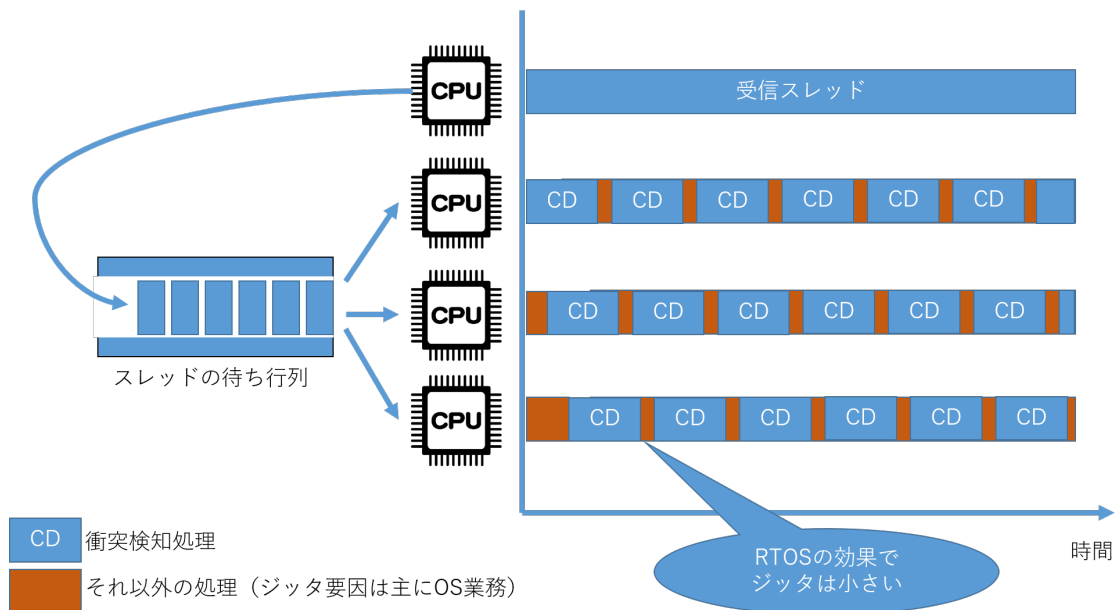 CPU
受信スレッド
CPU
CD CD CD CD CD CD
CPU
CD CD CD CD CD CD
スレッドの待ち行列
CPU
CD CD CD CD CD CD
CD 衝突検知処理
それ以外の処理（ジッタ要因は主にOS業務）
RTOSの効果で
ジッタは小さい
時間